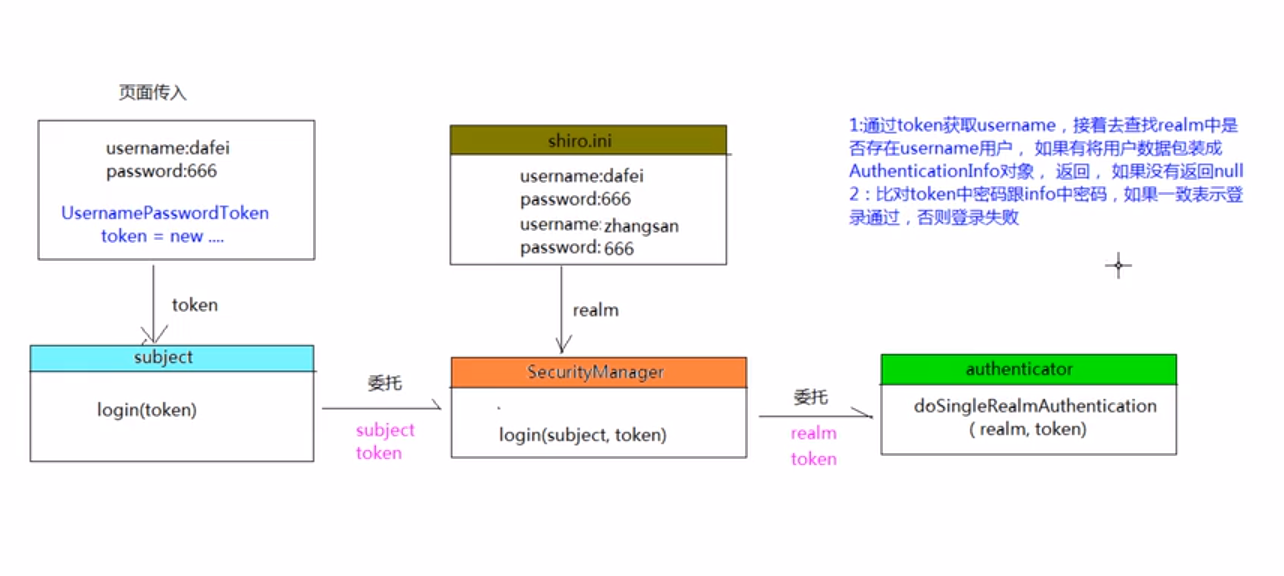 页面传入
username:dafei
password:666
UsernamePasswordToken
token = new ....
token
subject
login(token)
委托
subject
token
shiro.ini
username:dafei
password:666
username:zhangsan
password:666
realm
SecurityManager
login(subject, token)
委托
realm
token
1:通过token获取username，接着去查找realm中是
否存在username用户， 如果有将用户数据包装成
AuthenticationInfo对象， 返回， 如果没有返回null
2：比对token中密码跟info中密码，如果一致表示登
录通过，否则登录失败
authenticator
doSingleRealmAuthentication
( realm, token)